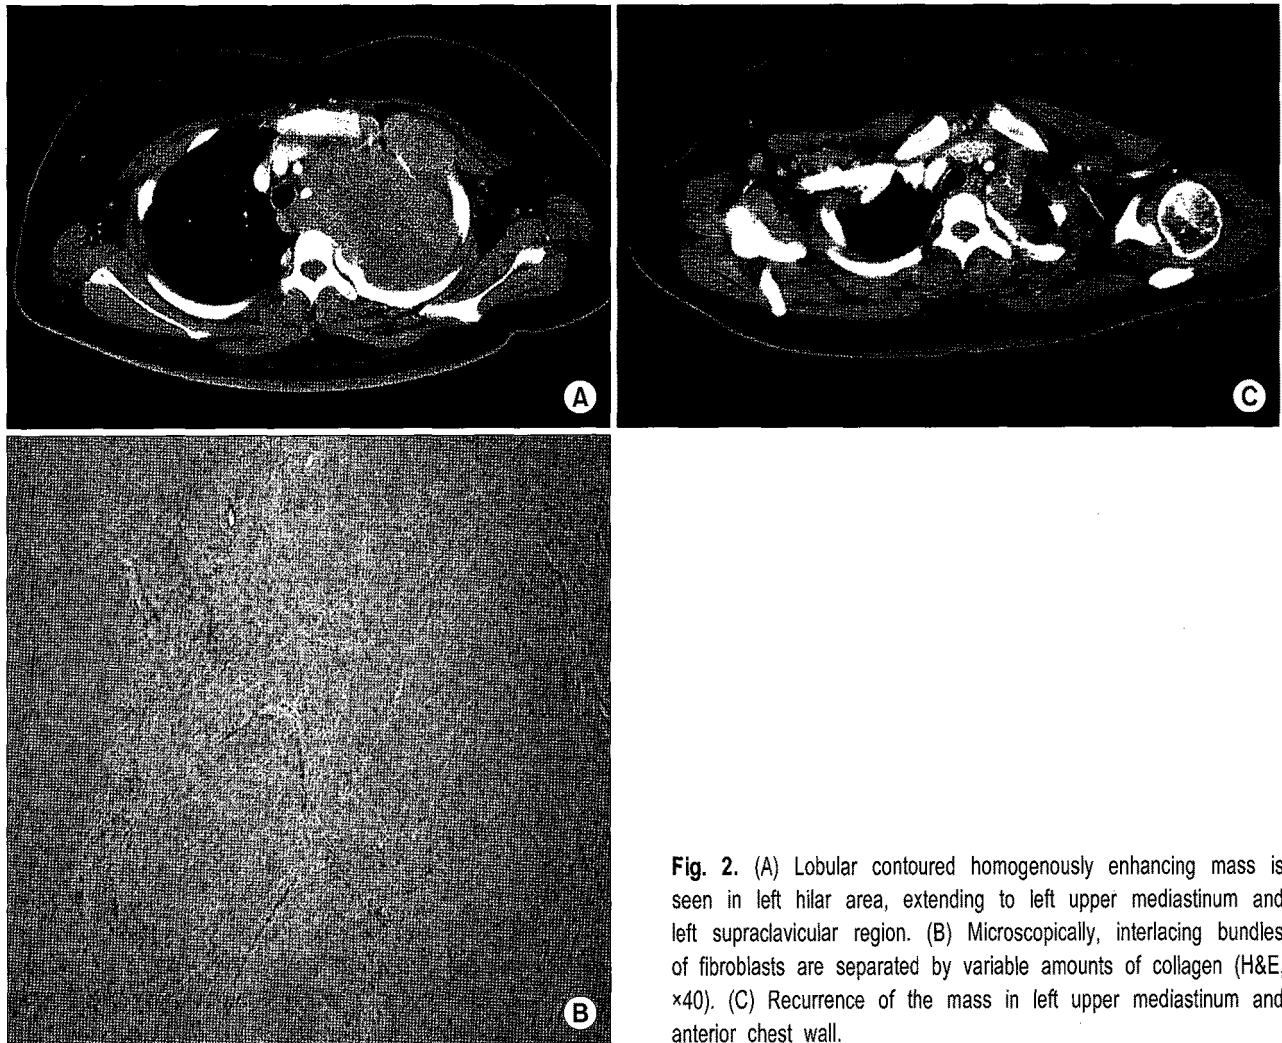 A
C
B
Fig. 2. (A) Lobular contoured homogenously enhancing mass is
seen in left hilar area, extending to left upper mediastinum and
left supraclavicular region. (B) Microscopically, interlacing bundles
of fibroblasts are separated by variable amounts of collagen (H&E,
×40). (C) Recurrence of the mass in left upper mediastinum and
anterior chest wall.